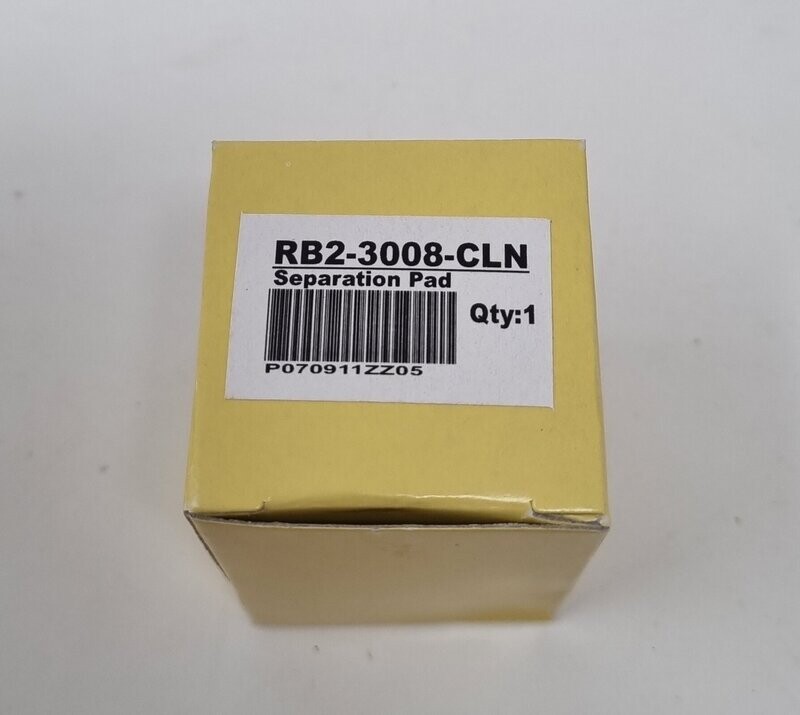 RB2-3008-CLN
Separation Pad
Qty:1
P070911ZZ05